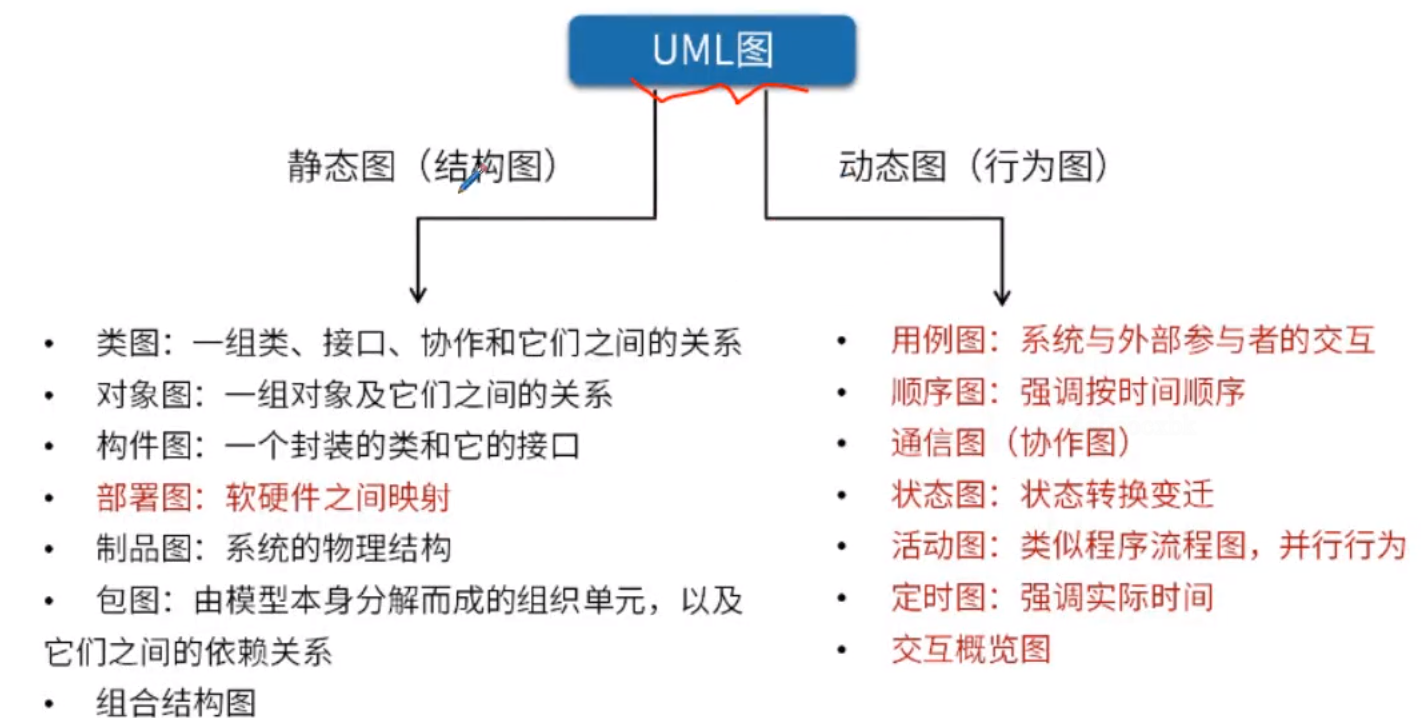 UML图
静态图（结构图）
动态图（行为图）
• 类图：一组类、接口、协作和它们之间的关系
• 对象图：一组对象及它们之间的关系
• 构件图：一个封装的类和它的接口
• 部署图：软硬件之间映射
• 制品图：系统的物理结构
• 包图：由模型本身分解而成的组织单元，以及
它们之间的依赖关系
• 组合结构图
• 用例图：系统与外部参与者的交互
• 顺序图：强调按时间顺序
• 通信图（协作图）
• 状态图：状态转换变迁
• 活动图：类似程序流程图，并行行为
• 定时图：强调实际时间
• 交互概览图